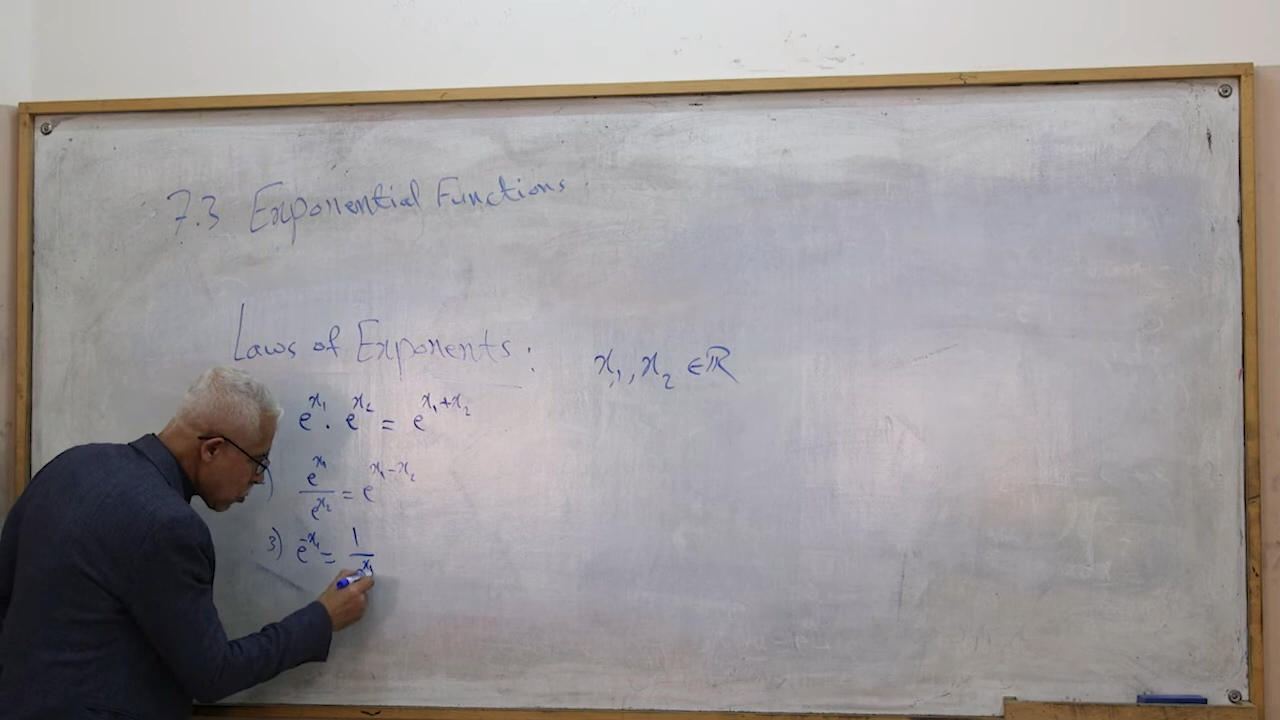 7.3 Exponential Functions
Laws of Exponents : x₁, x₂ ∈ ℝ
e^{x₁} · e^{x₂} = e^{x₁+x₂}
) e^{x₁}/e^{x₂} = e^{x₁-x₂}
3) e^{-x₁} = 1/e^{x₁}